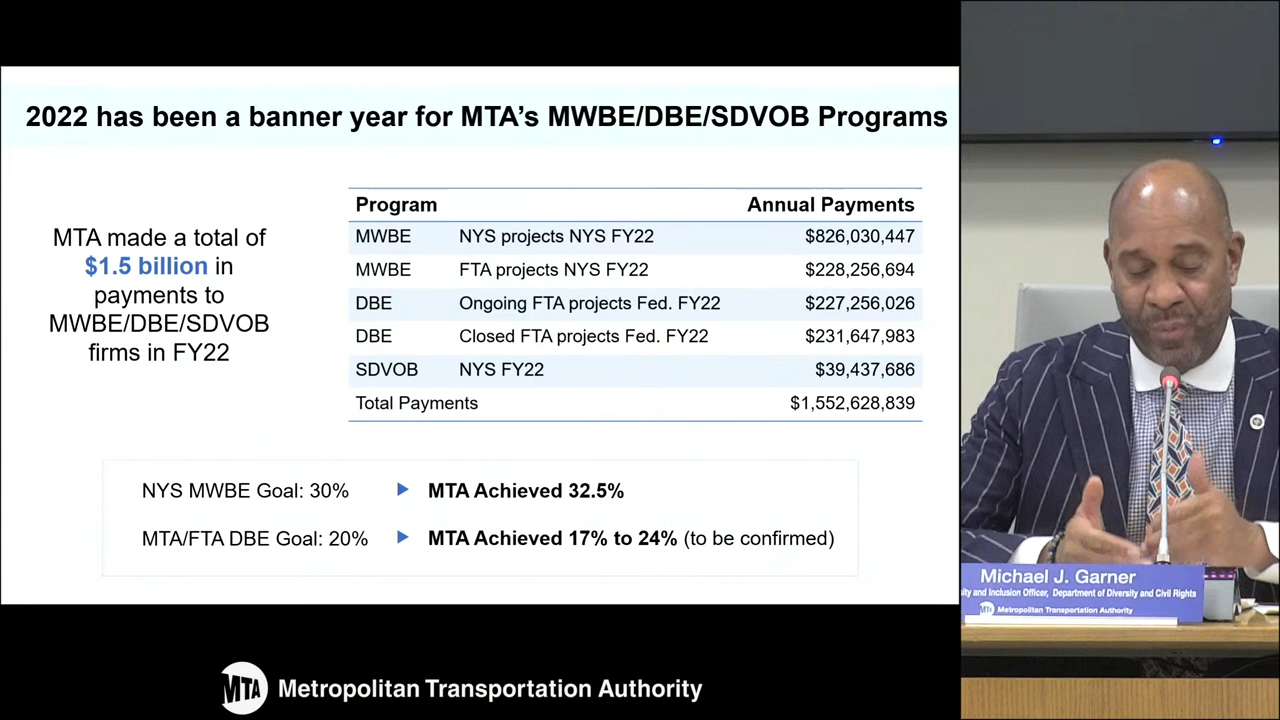 2022 has been a banner year for MTA's MWBE/DBE/SDVOB Programs
MTA made a total of
$1.5 billion in
payments to
MWBE/DBE/SDVOB
firms in FY22
Program Annual Payments
MWBE NYS projects NYS FY22 $826,030,447
MWBE FTA projects NYS FY22 $228,256,694
DBE Ongoing FTA projects Fed. FY22 $227,256,026
DBE Closed FTA projects Fed. FY22 $231,647,983
SDVOB NYS FY22 $39,437,686
Total Payments $1,552,628,839
NYS MWBE Goal: 30% MTA Achieved 32.5%
MTA/FTA DBE Goal: 20% MTA Achieved 17% to 24% (to be confirmed)
Michael J. Garner
and Inclusion Officer, Department of Diversity and Civil Rights
MTA Metropolitan Transportation Authority
MTA Metropolitan Transportation Authority